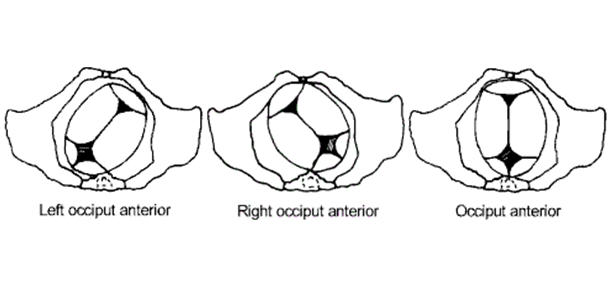 Left occiput anterior
Right occiput anterior
Occiput anterior